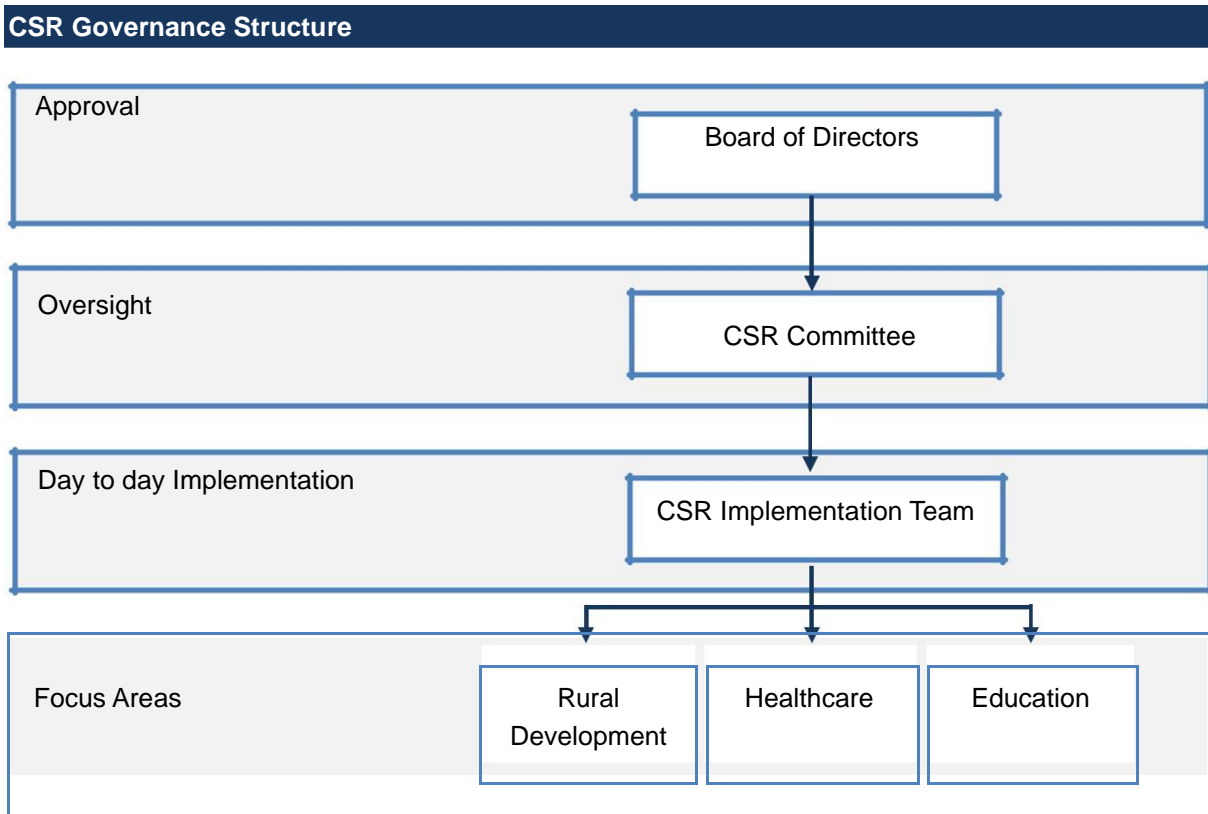 CSR Governance Structure
Approval
Board of Directors
Oversight
CSR Committee
Day to day Implementation
CSR Implementation Team
Focus Areas
Rural
Development
Healthcare
Education